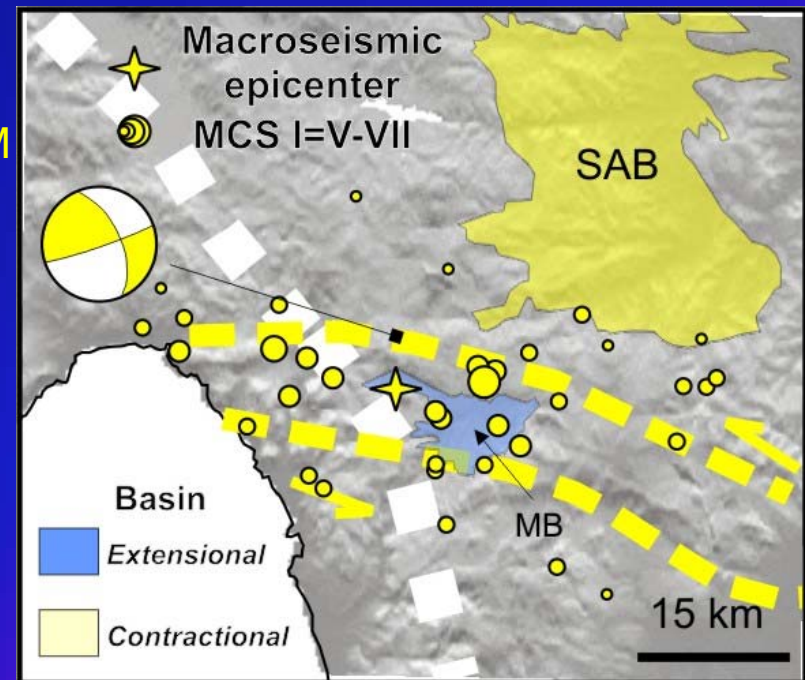 Macroseismic
epicenter
MCS I=V-VII
M
SAB
MB
Basin
Extensional
Contractional
15 km